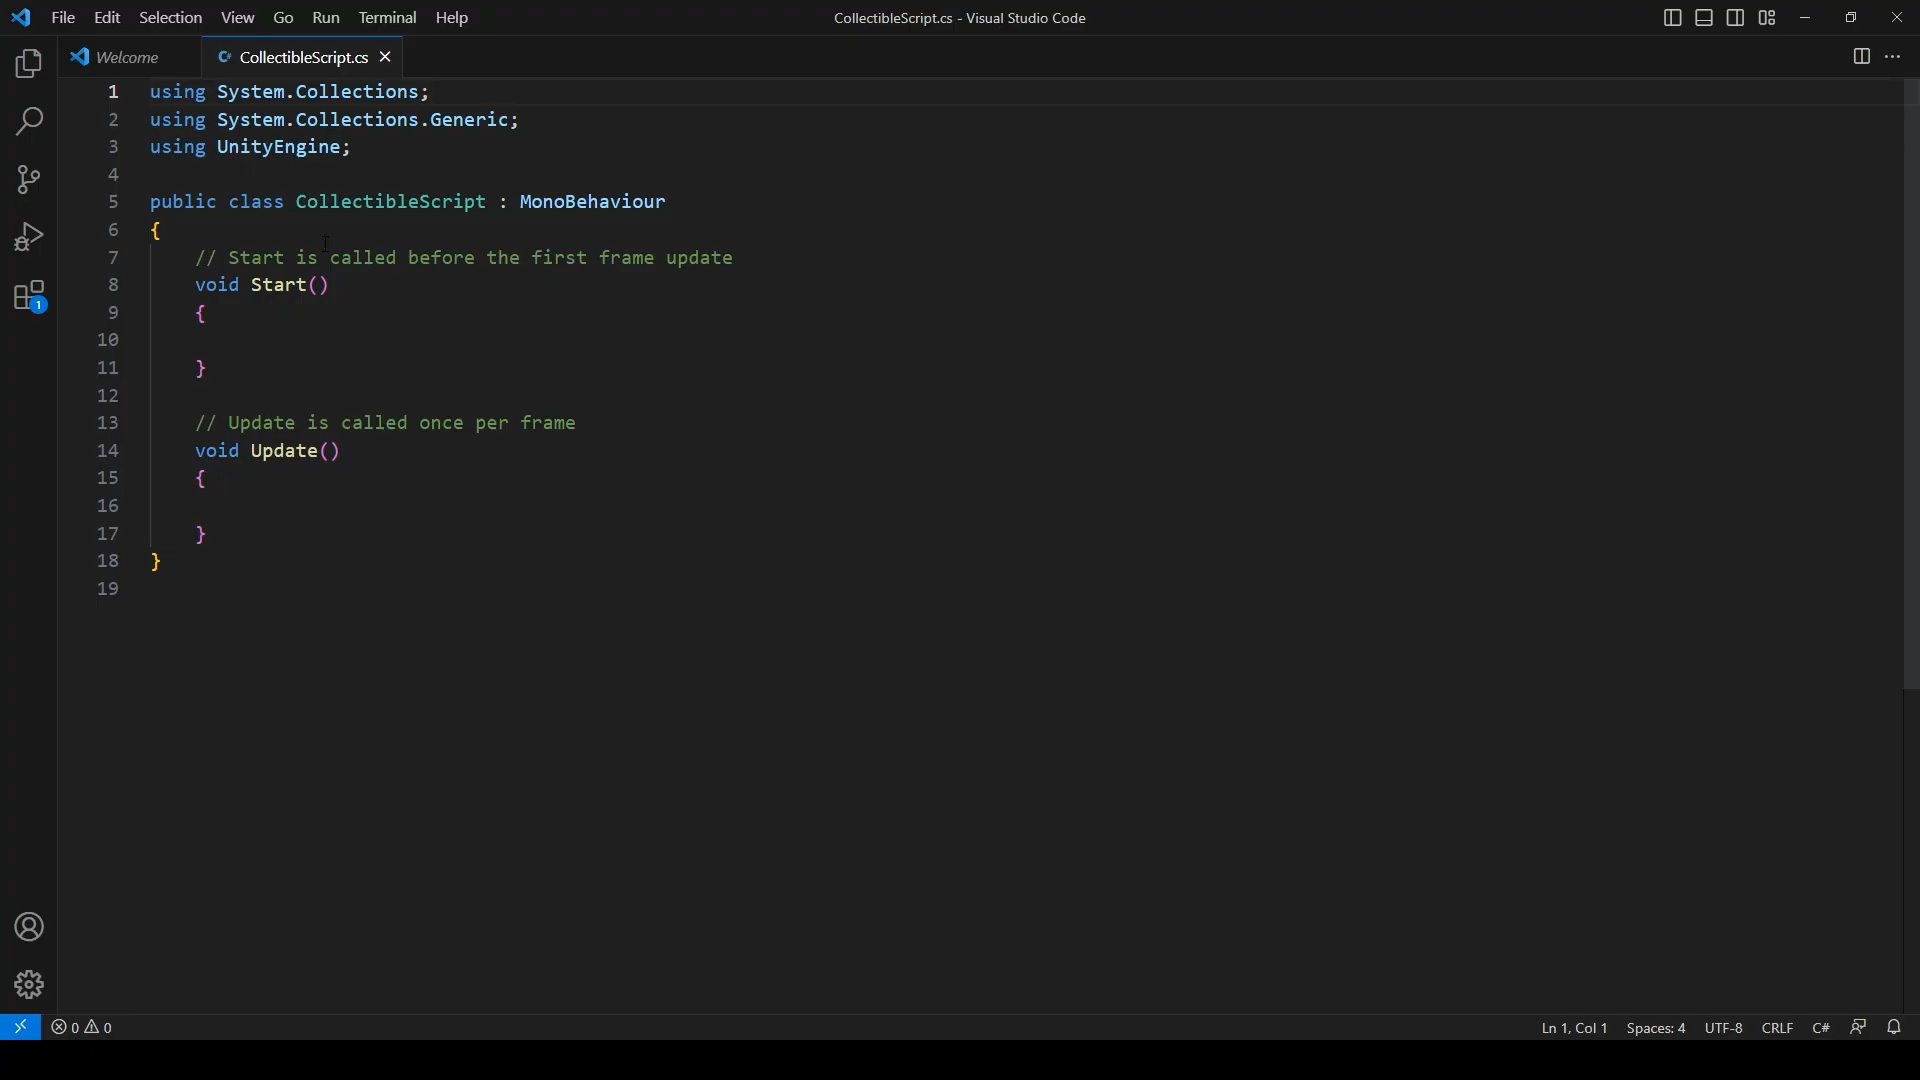 File Edit Selection View Go Run Terminal Help
CollectibleScript.cs - Visual Studio Code
Welcome
C# CollectibleScript.cs
1 using System.Collections;
2 using System.Collections.Generic;
3 using UnityEngine;
4
5 public class CollectibleScript : MonoBehaviour
6 {
7 // Start is called before the first frame update
8 void Start()
9 {
10
11 }
12
13 // Update is called once per frame
14 void Update()
15 {
16
17 }
18 }
19
1
0 0
Ln 1, Col 1 Spaces: 4 UTF-8 CRLF C#